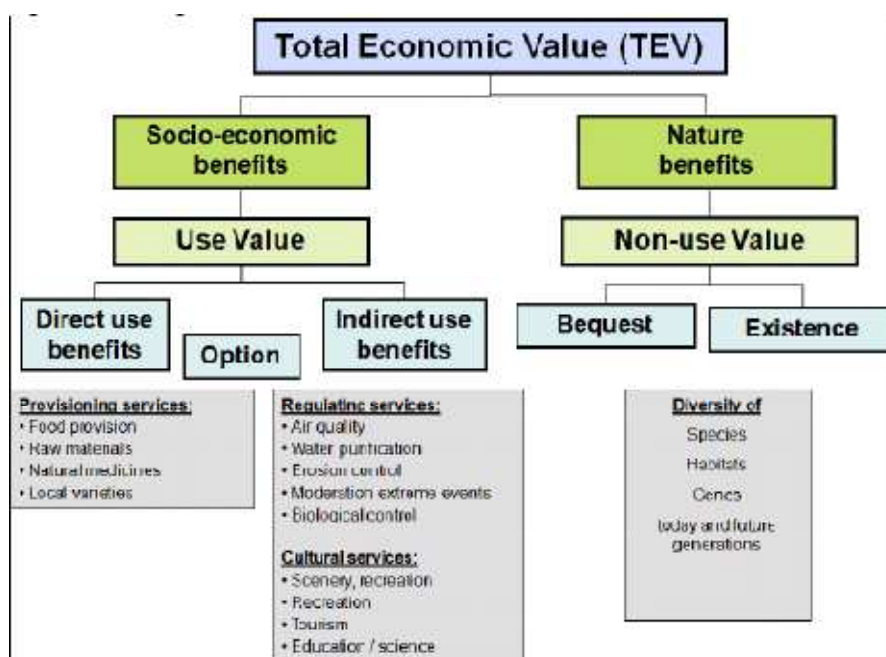 Total Economic Value (TEV)
Socio-economic
benefits
Nature
benefits
Use Value
Non-use Value
Direct use
benefits
Option
Indirect use
benefits
Bequest
Existence
Provisioning services:
• Food provision
• Raw materials
• Natural medicines
• Local varieties
Regulating services:
• Air quality
• Water purification
• Erosion control
• Moderation extreme events
• Biological control
Cultural services:
• Scenery, recreation
• Recreation
• Tourism
• Education / science
Diversity of
Species
Habitats
Genes
today and future
generations